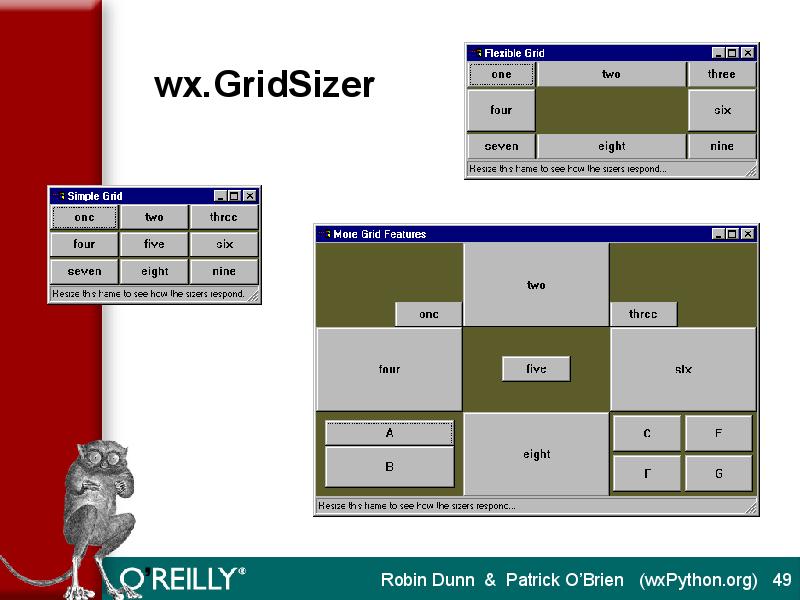 wx.GridSizer
Flexible Grid
one two three
four six
seven eight nine
Resize this frame to see how the sizers respond...
Simple Grid
one two three
four five six
seven eight nine
Resize this frame to see how the sizers respond.
More Grid Features
two
one three
four five six
A
B
eight
C F
G
Resize this frame to see how the sizers respond...
O'REILLY®
Robin Dunn & Patrick O'Brien (wxPython.org) 49